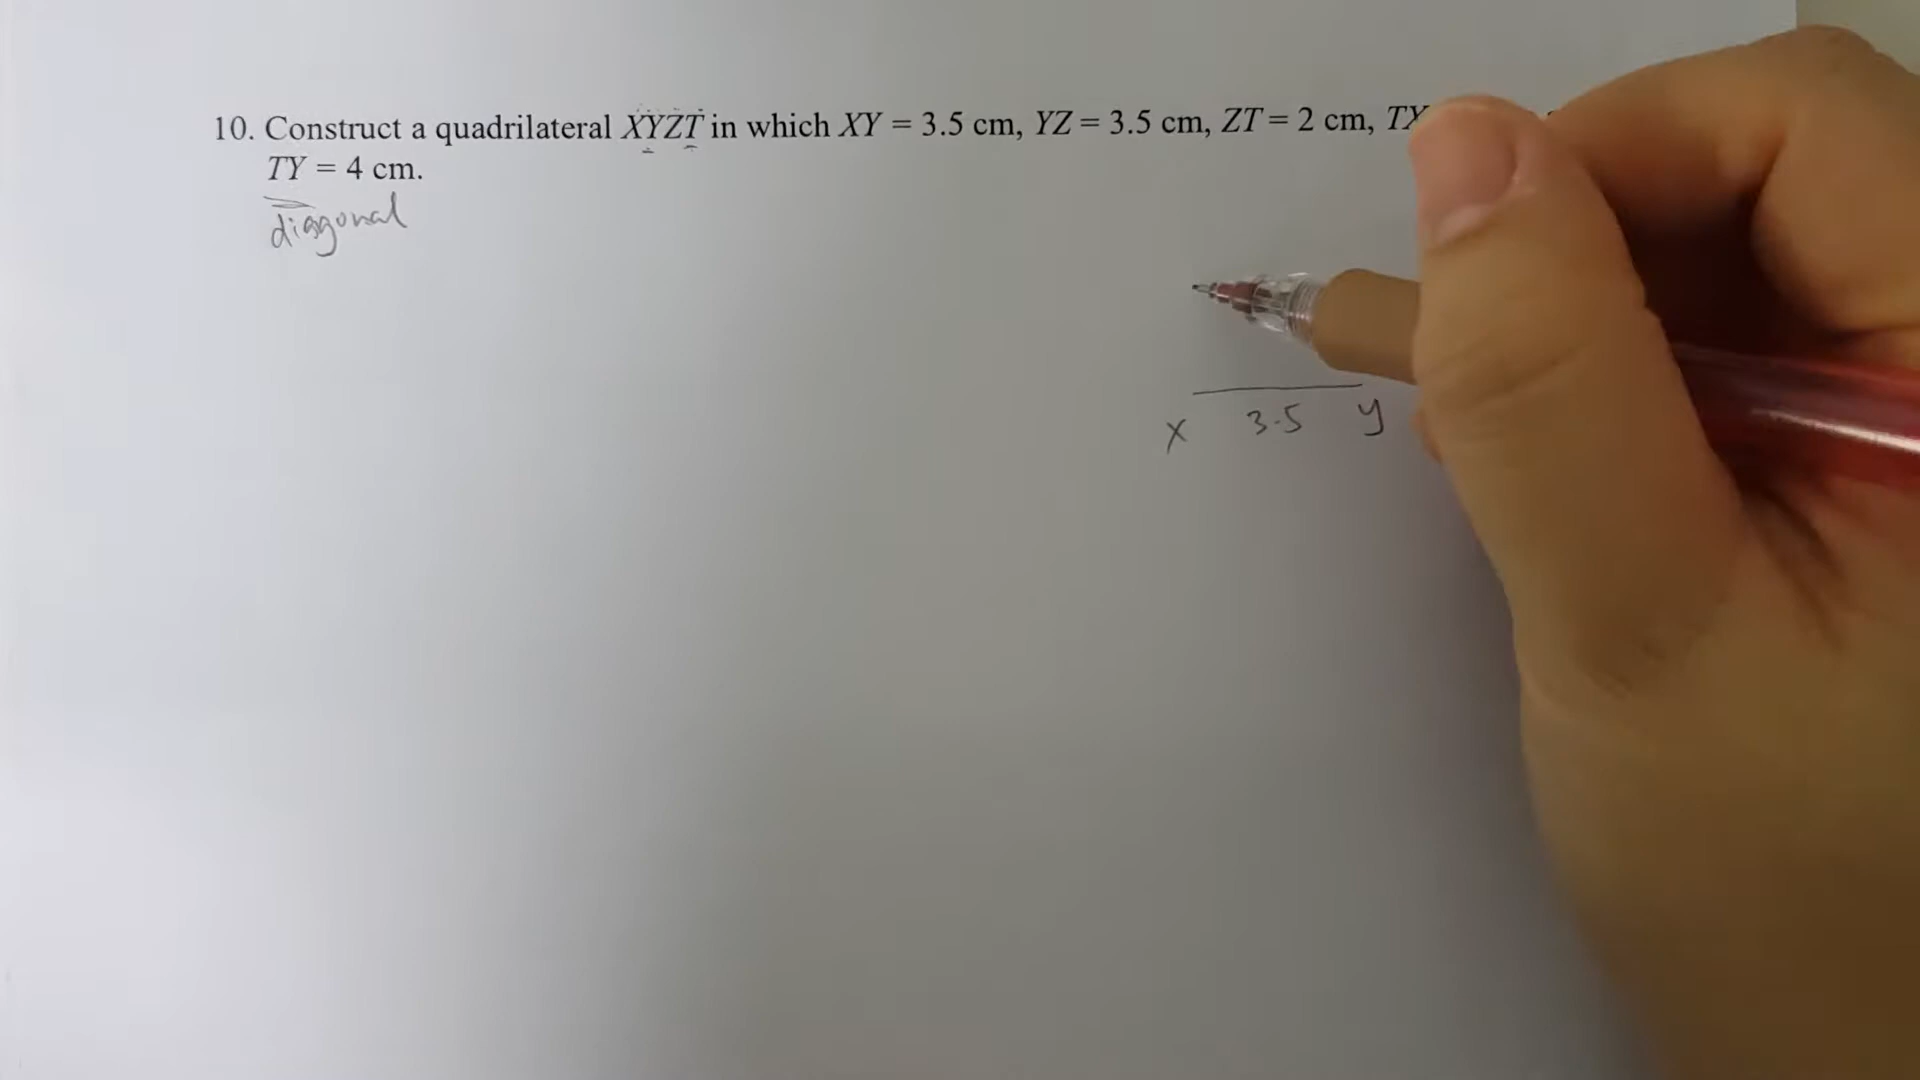 10. Construct a quadrilateral XYZT in which XY = 3.5 cm, YZ = 3.5 cm, ZT = 2 cm, TX
TY = 4 cm.
diagonal
X 3.5 y